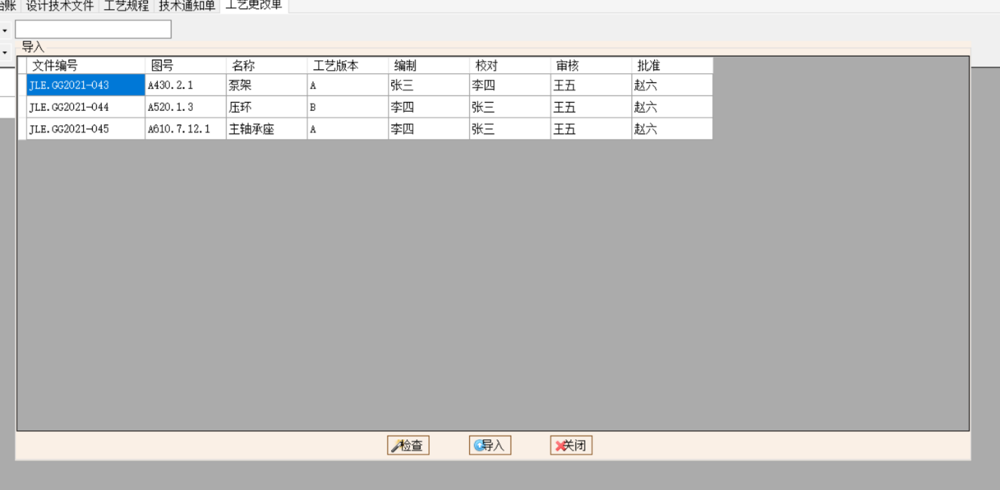 台账 设计技术文件 工艺规程 技术通知单 工艺更改单
导入
文件编号 图号 名称 工艺版本 编制 校对 审核 批准
JLE.GG2021-043 A430.2.1 泵架 A 张三 李四 王五 赵六
JLE.GG2021-044 A520.1.3 压环 B 李四 张三 王五 赵六
JLE.GG2021-045 A610.7.12.1 主轴承座 A 李四 张三 王五 赵六
检查 导入 关闭